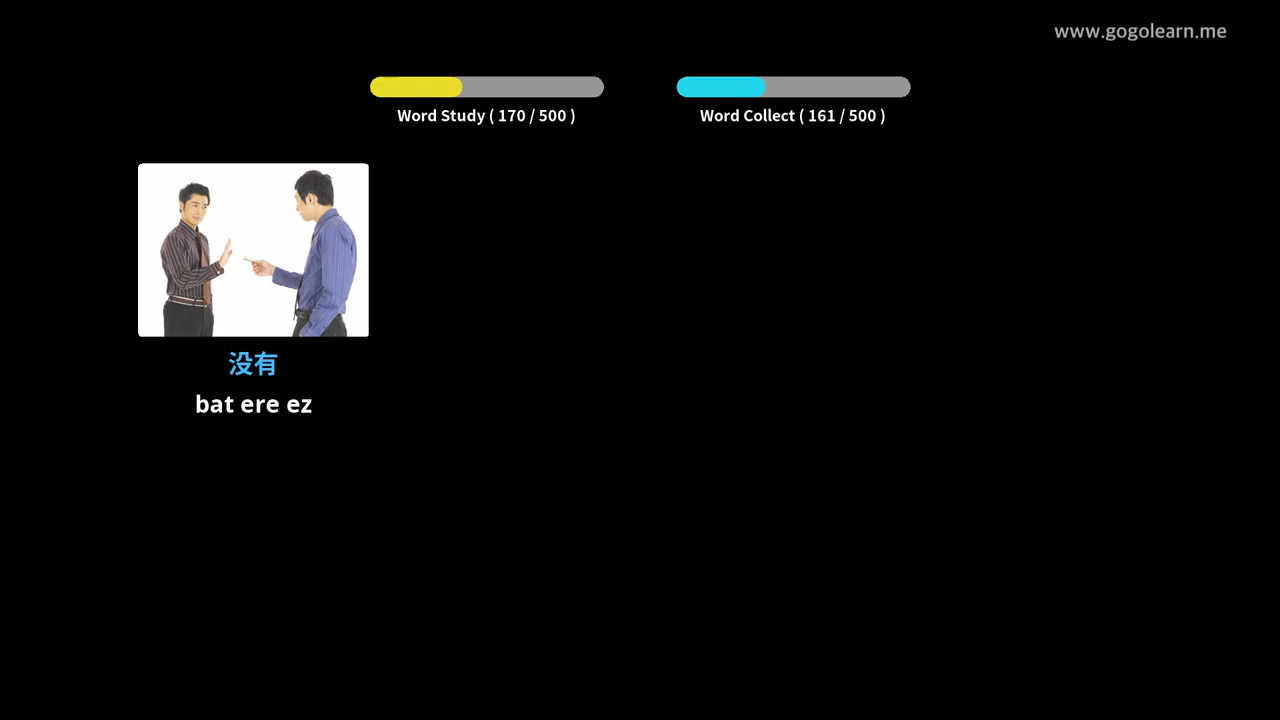 www.gogolearn.me
Word Study ( 170 / 500 )
Word Collect ( 161 / 500 )
没有
bat ere ez